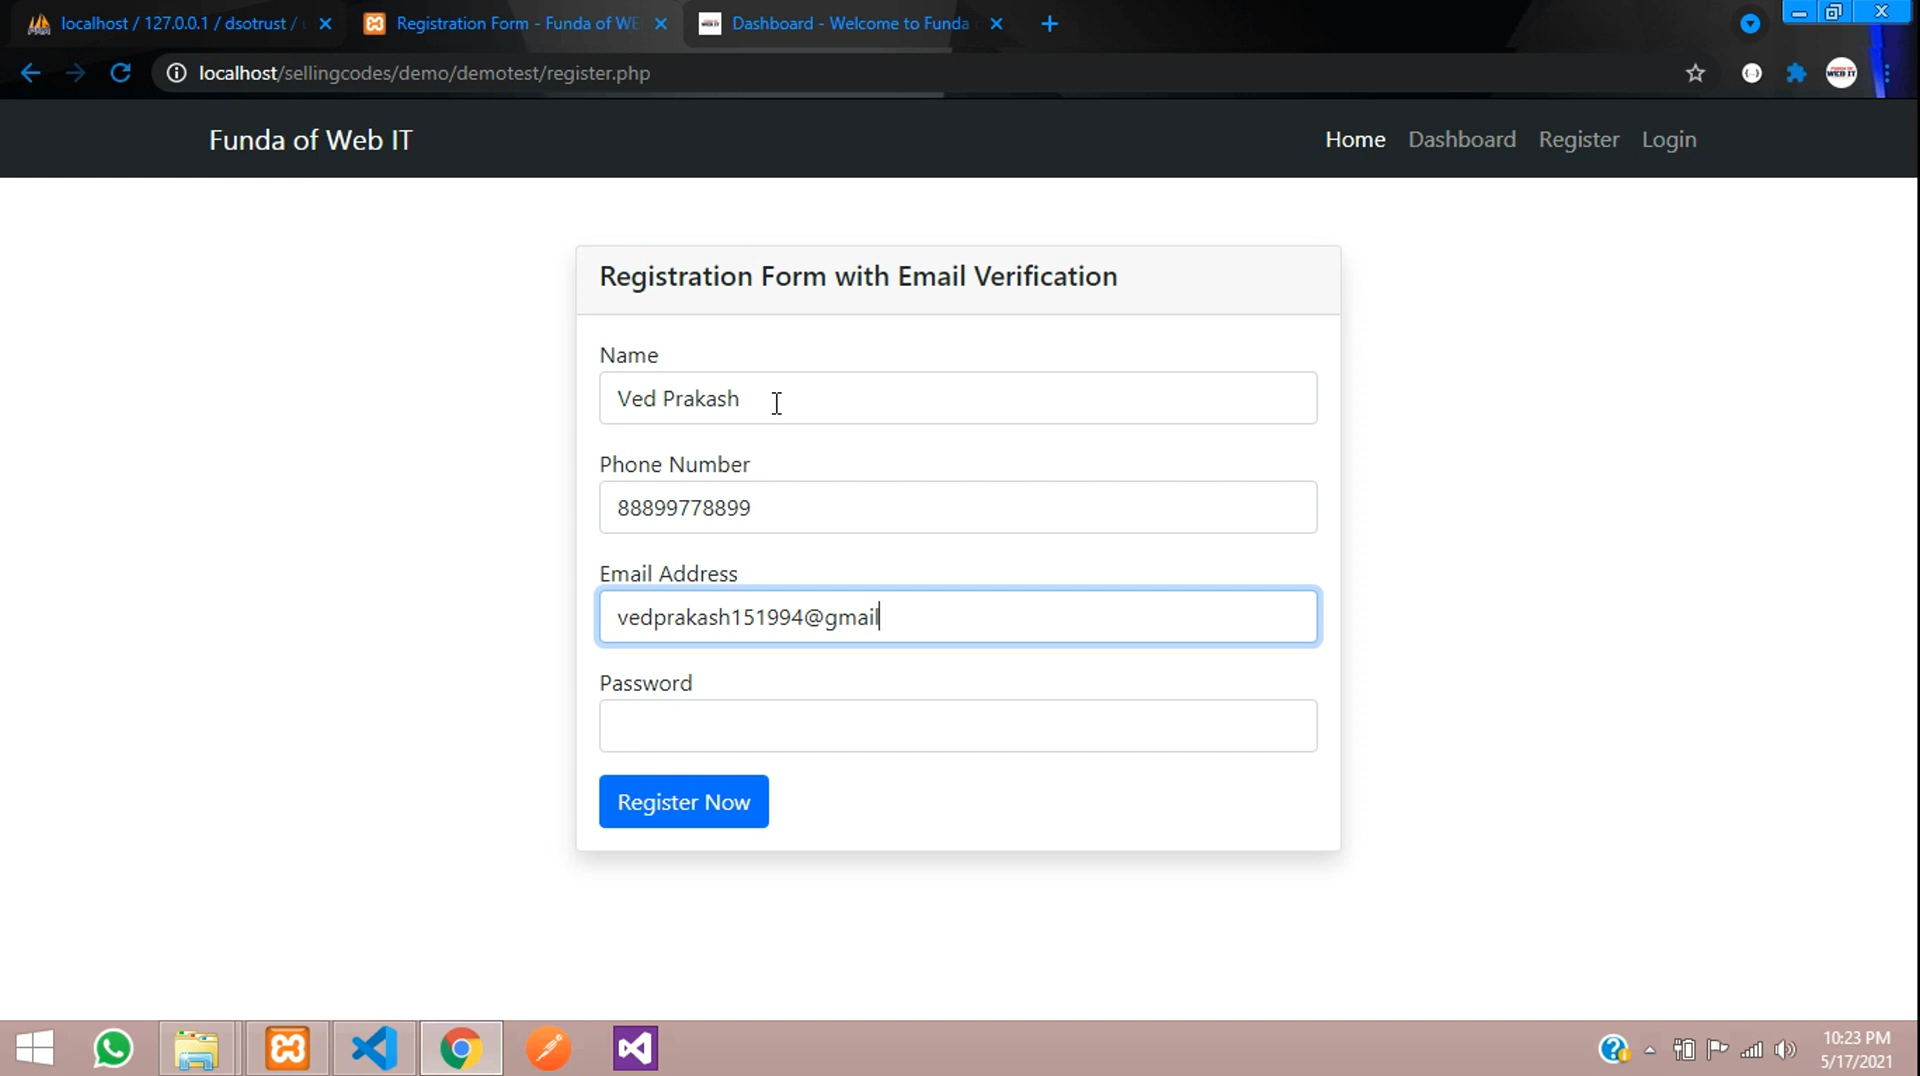 localhost / 127.0.0.1 / dsotrust /
Registration Form - Funda of WE
Dashboard - Welcome to Funda
localhost/sellingcodes/demo/demotest/register.php
WEB IT
Funda of Web IT
Home Dashboard Register Login
Registration Form with Email Verification
Name
Ved Prakash
Phone Number
88899778899
Email Address
vedprakash151994@gmail
Password
Register Now
10:23 PM
5/17/2021